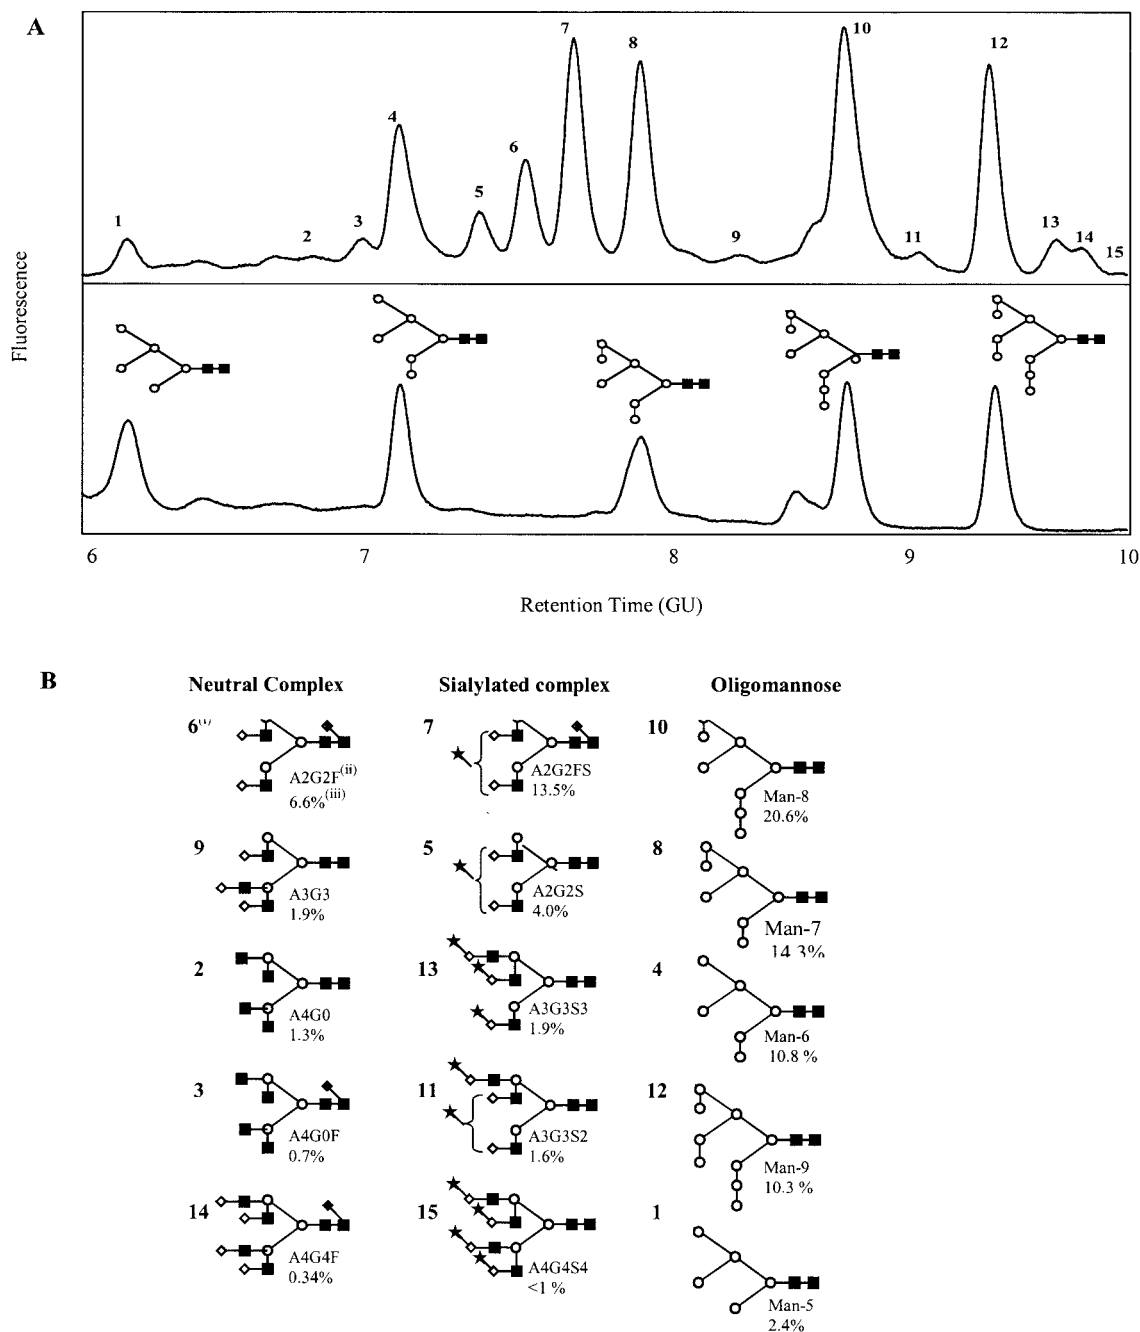 A
1
2
3
4
5
6
7
8
9
10
11
12
13
14
15
Fluorescence
6
7
8
9
10
Retention Time (GU)
B
Neutral Complex
Sialylated complex
Oligomannose
6(i)
A2G2F(ii)
6.6%(iii)
7
A2G2FS
13.5%
10
Man-8
20.6%
9
A3G3
1.9%
5
A2G2S
4.0%
8
Man-7
14.3%
2
A4G0
1.3%
13
A3G3S3
1.9%
4
Man-6
10.8 %
3
A4G0F
0.7%
11
A3G3S2
1.6%
12
Man-9
10.3 %
14
A4G4F
0.34%
15
A4G4S4
<1 %
1
Man-5
2.4%